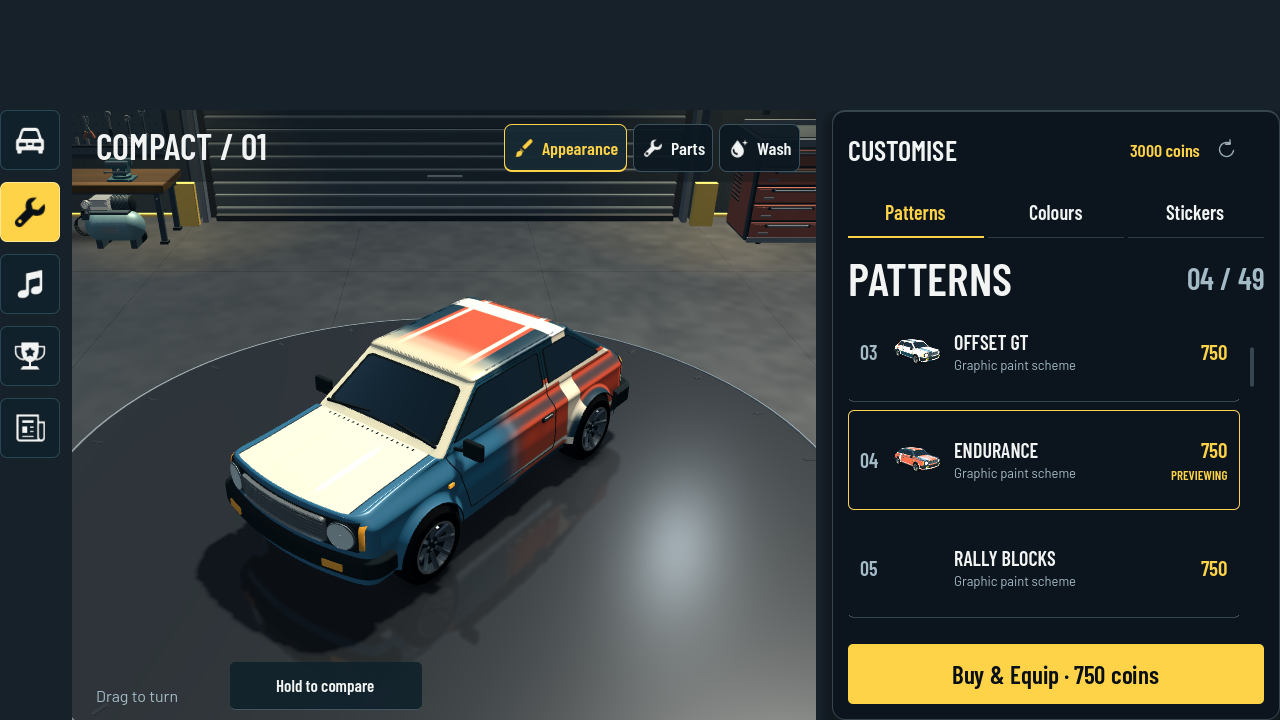 COMPACT / 01
Appearance
Parts
Wash
Drag to turn
Hold to compare
CUSTOMISE
3000 coins
Patterns
Colours
Stickers
PATTERNS
04 / 49
03
OFFSET GT
Graphic paint scheme
750
04
ENDURANCE
Graphic paint scheme
750
PREVIEWING
05
RALLY BLOCKS
Graphic paint scheme
750
Buy & Equip · 750 coins